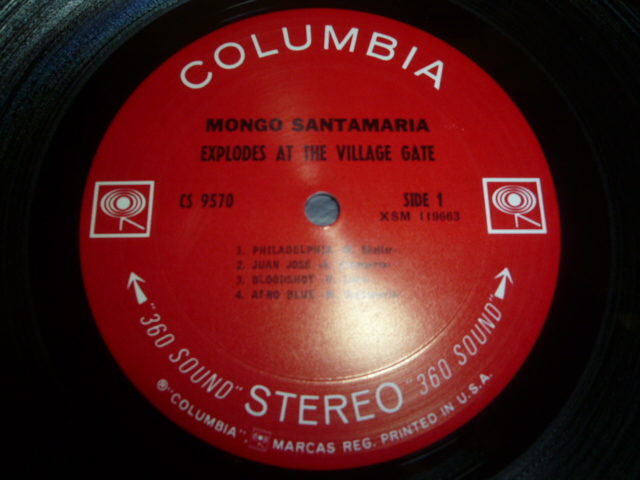 COLUMBIA
MONGO SANTAMARIA
EXPLODES AT THE VILLAGE GATE
CS 9570
SIDE 1
XSM 119663
1. PHILADELPHIA
2. JUAN JOSE
3. BLOODSHOT
4. AFRO BLUE
"360 SOUND" STEREO "360 SOUND"
® "COLUMBIA", MARCAS REG. PRINTED IN U.S.A.